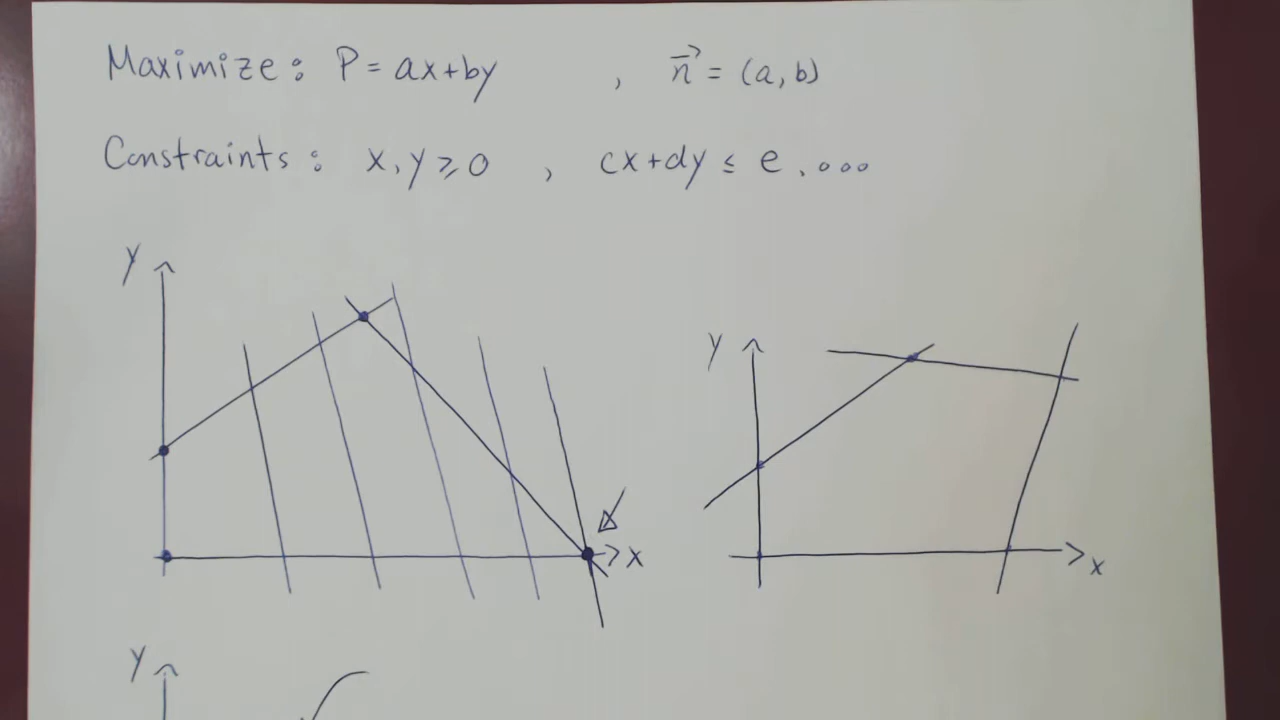 Maximize: P = ax+by , n⃗ = (a, b)
Constraints: x, y ⩾ 0 , cx+dy ≤ e , ...
y
x
y
x
y